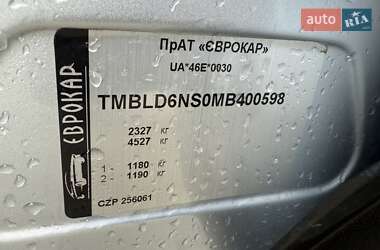 auto RIA
ПрАТ «ЄВРОКАР»
UA*46E*0030
ЄВРОКАР
TMBLD6NS0MB400598
2327 кг
4527 кг
1 - 1180 кг
2 - 1190 кг
CZP 256061